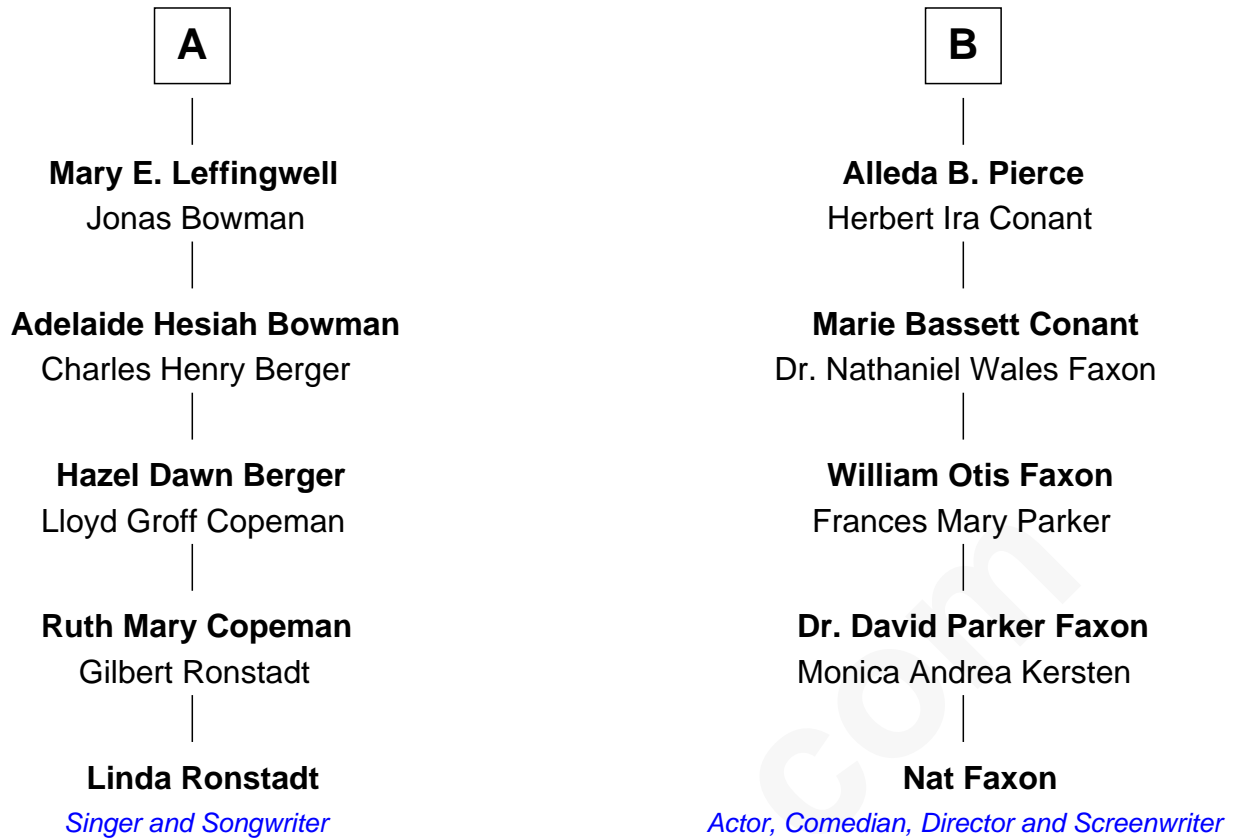 A
Mary E. Leffingwell
Jonas Bowman
Adelaide Hesiah Bowman
Charles Henry Berger
Hazel Dawn Berger
Lloyd Groff Copeman
Ruth Mary Copeman
Gilbert Ronstadt
Linda Ronstadt
Singer and Songwriter
B
Alleda B. Pierce
Herbert Ira Conant
Marie Bassett Conant
Dr. Nathaniel Wales Faxon
William Otis Faxon
Frances Mary Parker
Dr. David Parker Faxon
Monica Andrea Kersten
Nat Faxon
Actor, Comedian, Director and Screenwriter
com